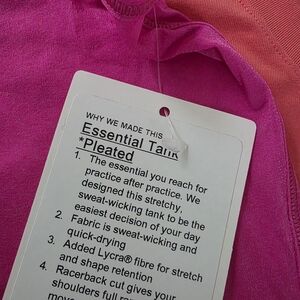 WHY WE MADE THIS
Essential Tank
*Pleated
1. The essential you reach for
practice after practice. We
designed this stretchy,
sweat-wicking tank to be the
easiest decision of your day
2. Fabric is sweat-wicking and
quick-drying
3. Added Lycra® fibre for stretch
and shape retention
4. Racerback cut gives your
shoulders full